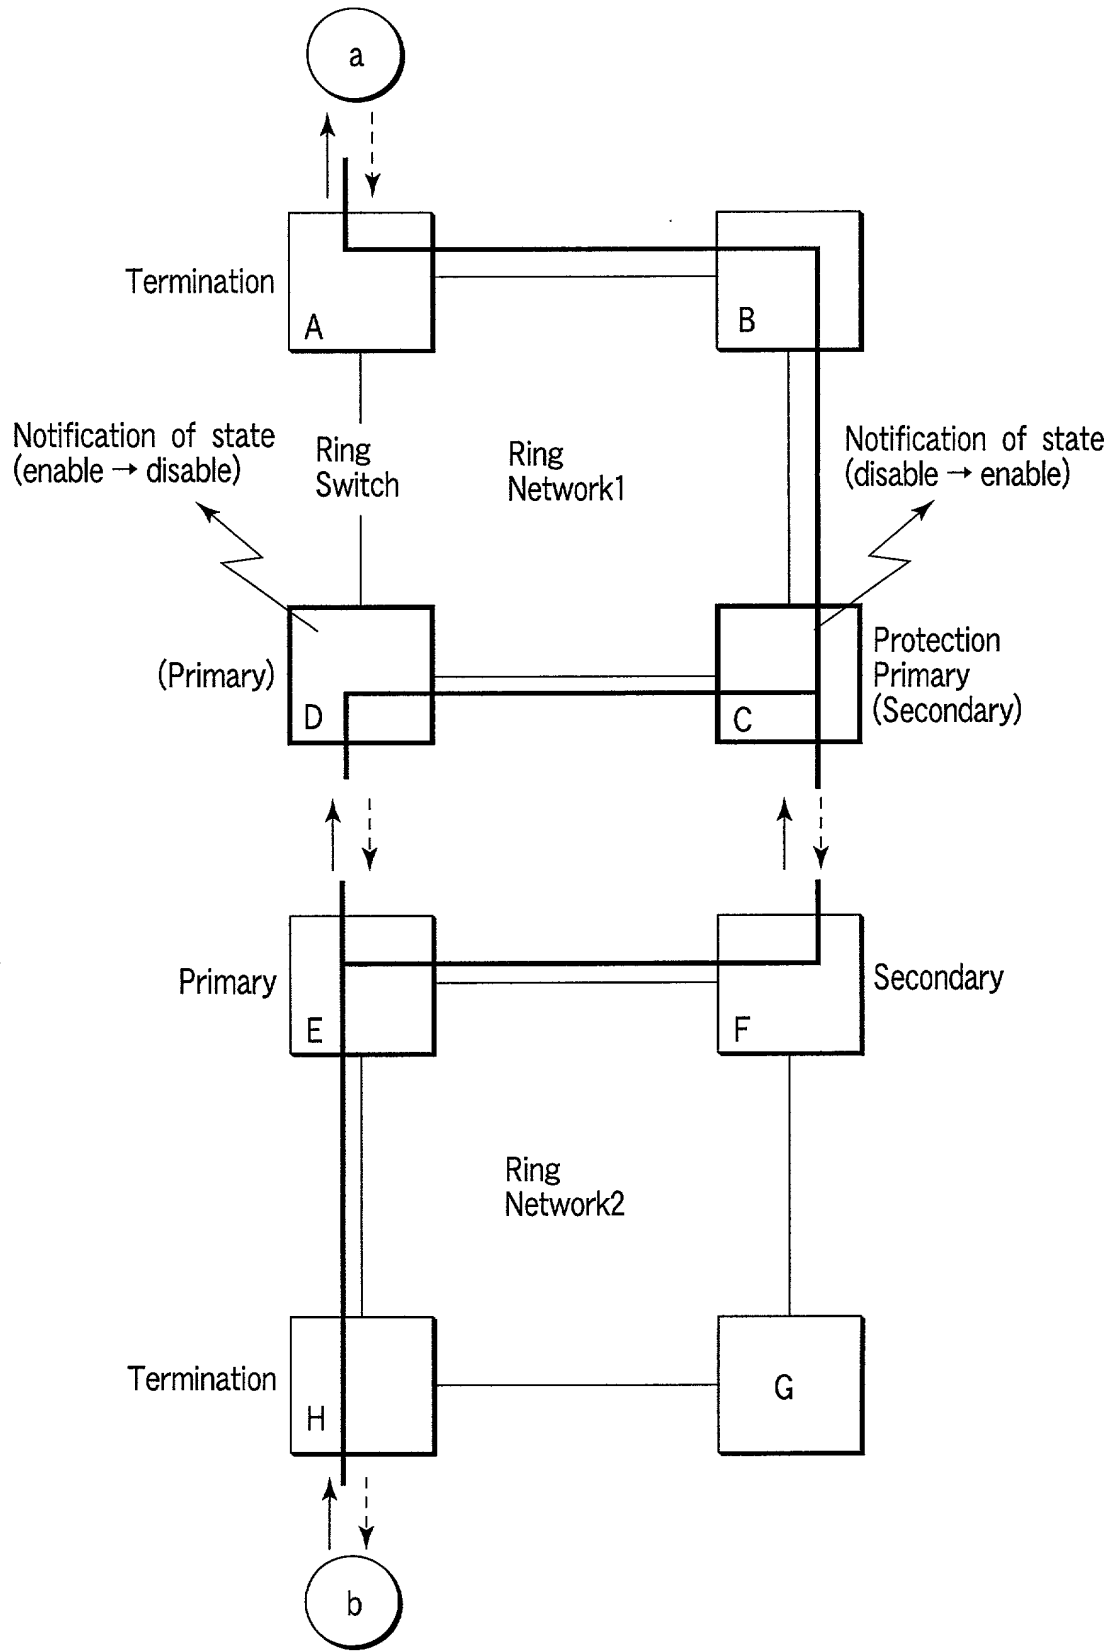 a
Termination
A
B
Notification of state
(enable → disable)
Ring
Switch
Ring
Network1
Notification of state
(disable → enable)
(Primary)
D
C
Protection
Primary
(Secondary)
Primary
E
F
Secondary
Ring
Network2
Termination
H
G
b